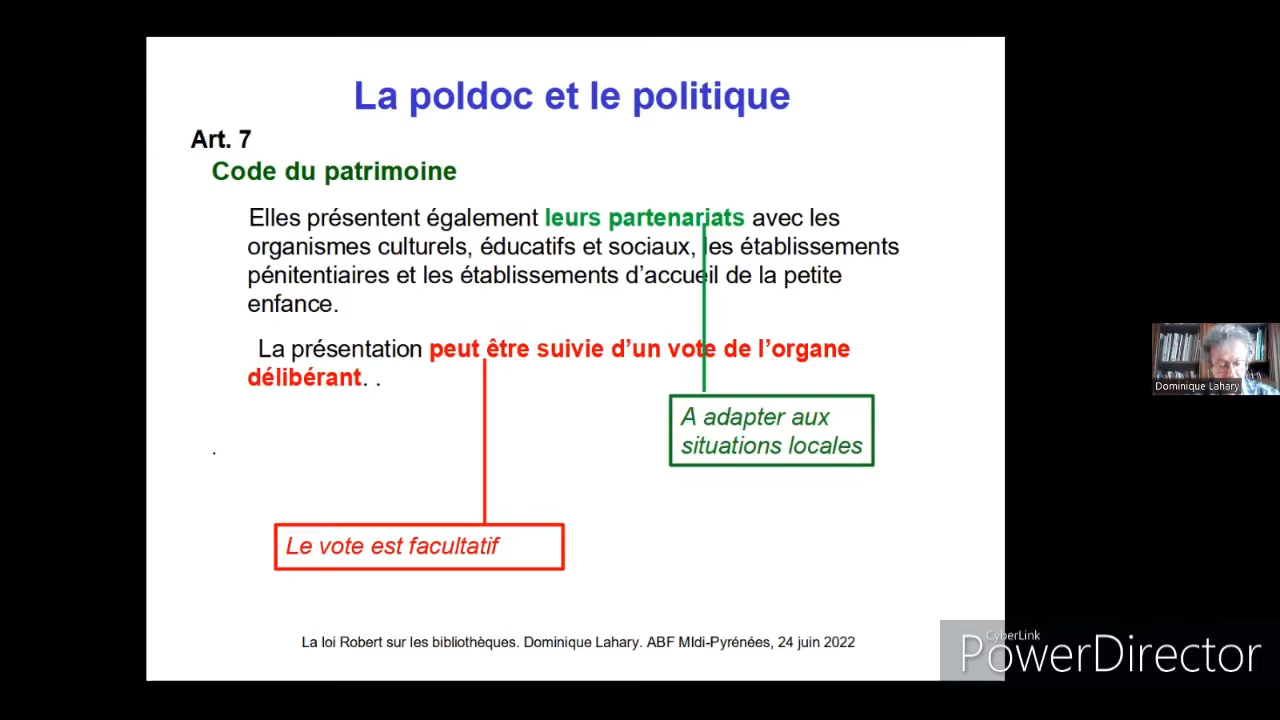 La poldoc et le politique
Art. 7
Code du patrimoine
Elles présentent également leurs partenariats avec les
organismes culturels, éducatifs et sociaux, les établissements
pénitentiaires et les établissements d’accueil de la petite
enfance.
La présentation peut être suivie d’un vote de l’organe
délibérant. .
A adapter aux
situations locales
.
Le vote est facultatif
La loi Robert sur les bibliothèques. Dominique Lahary. ABF MIdi-Pyrénées, 24 juin 2022
Dominique Lahary
CyberLink
PowerDirector